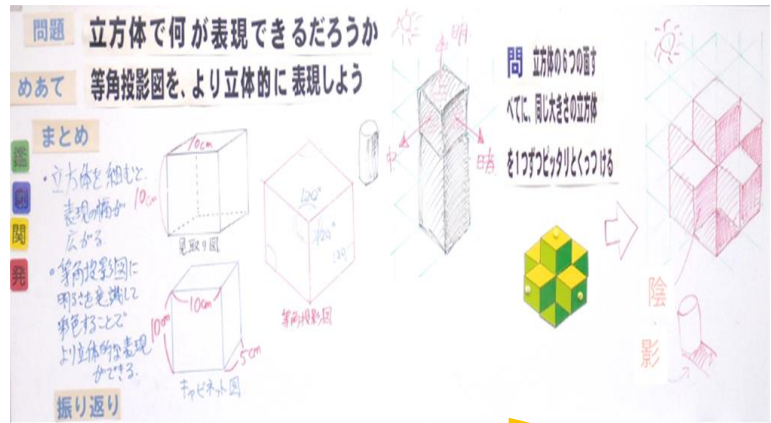 問題
立方体で何が表現できるだろうか
めあて
等角投影図を、より立体的に表現しよう
まとめ
鑑
創
関
発
・立方体を組むと、
表現の幅が
広がる
・等角投影図に
明るさを意識して
彩色することで
より立体的な表現
ができる。
振り返り
10cm
10cm
見取り図
10cm
10cm
5cm
キャビネット図
120°
120°
120
等角投影図
明
中
暗
問 立方体の6つの面す
べてに、同じ大きさの立方体
を1つずつピッタリとくっつける
陰
影